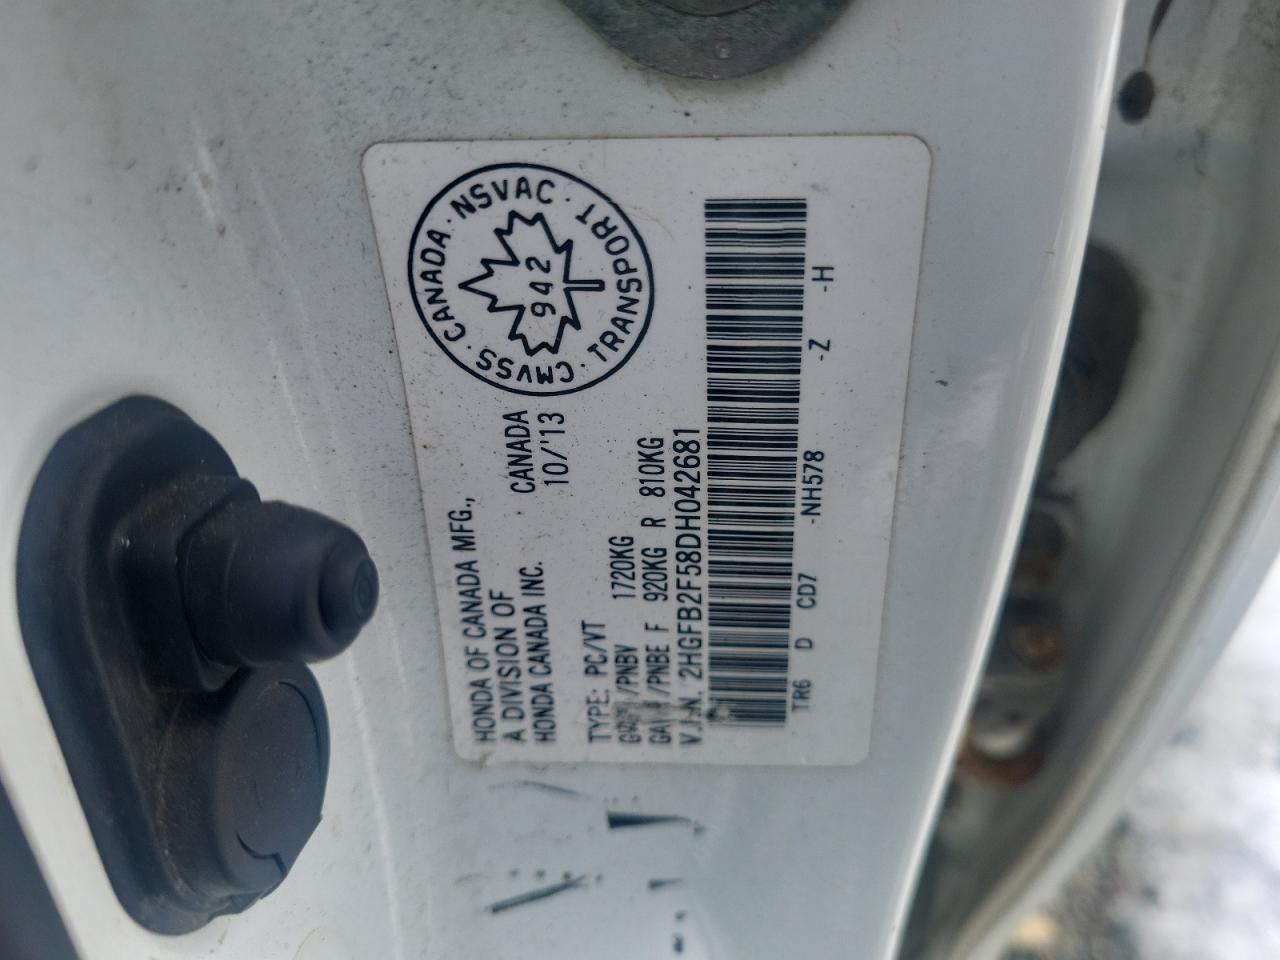 HONDA OF CANADA MFG.,
A DIVISION OF
HONDA CANADA INC.
CANADA
10/'13
CANADA · NSVAC · TRANSPORT · CMVSS ·
942
TYPE: PC/VT
/PNBV 1720KG
/PNBE F 920KG R 810KG
V.I.N. 2HGFB2F58DH042681
TR6 D CD7 -NH578 -Z -H